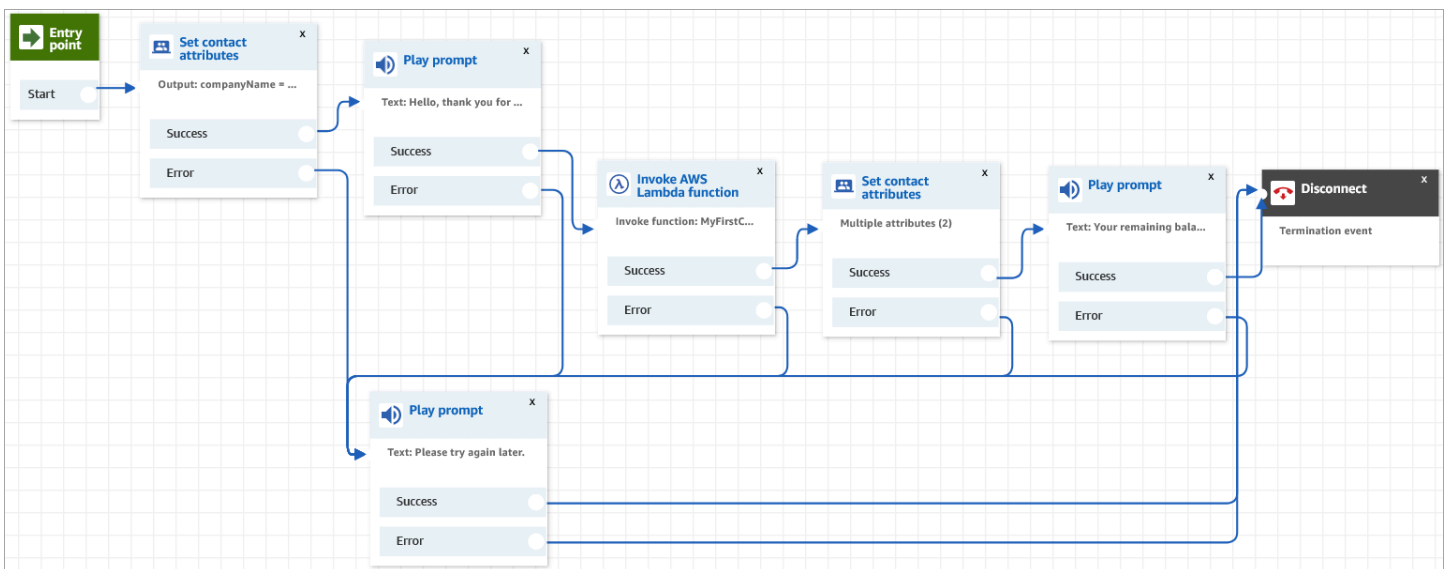 Entry
point
Start
Set contact
attributes
x
Output: companyName = ...
Success
Error
Play prompt
x
Text: Hello, thank you for ...
Success
Error
Invoke AWS
Lambda function
x
Invoke function: MyFirstC...
Success
Error
Set contact
attributes
x
Multiple attributes (2)
Success
Error
Play prompt
x
Text: Your remaining bala...
Success
Error
Disconnect
x
Termination event
Play prompt
x
Text: Please try again later.
Success
Error